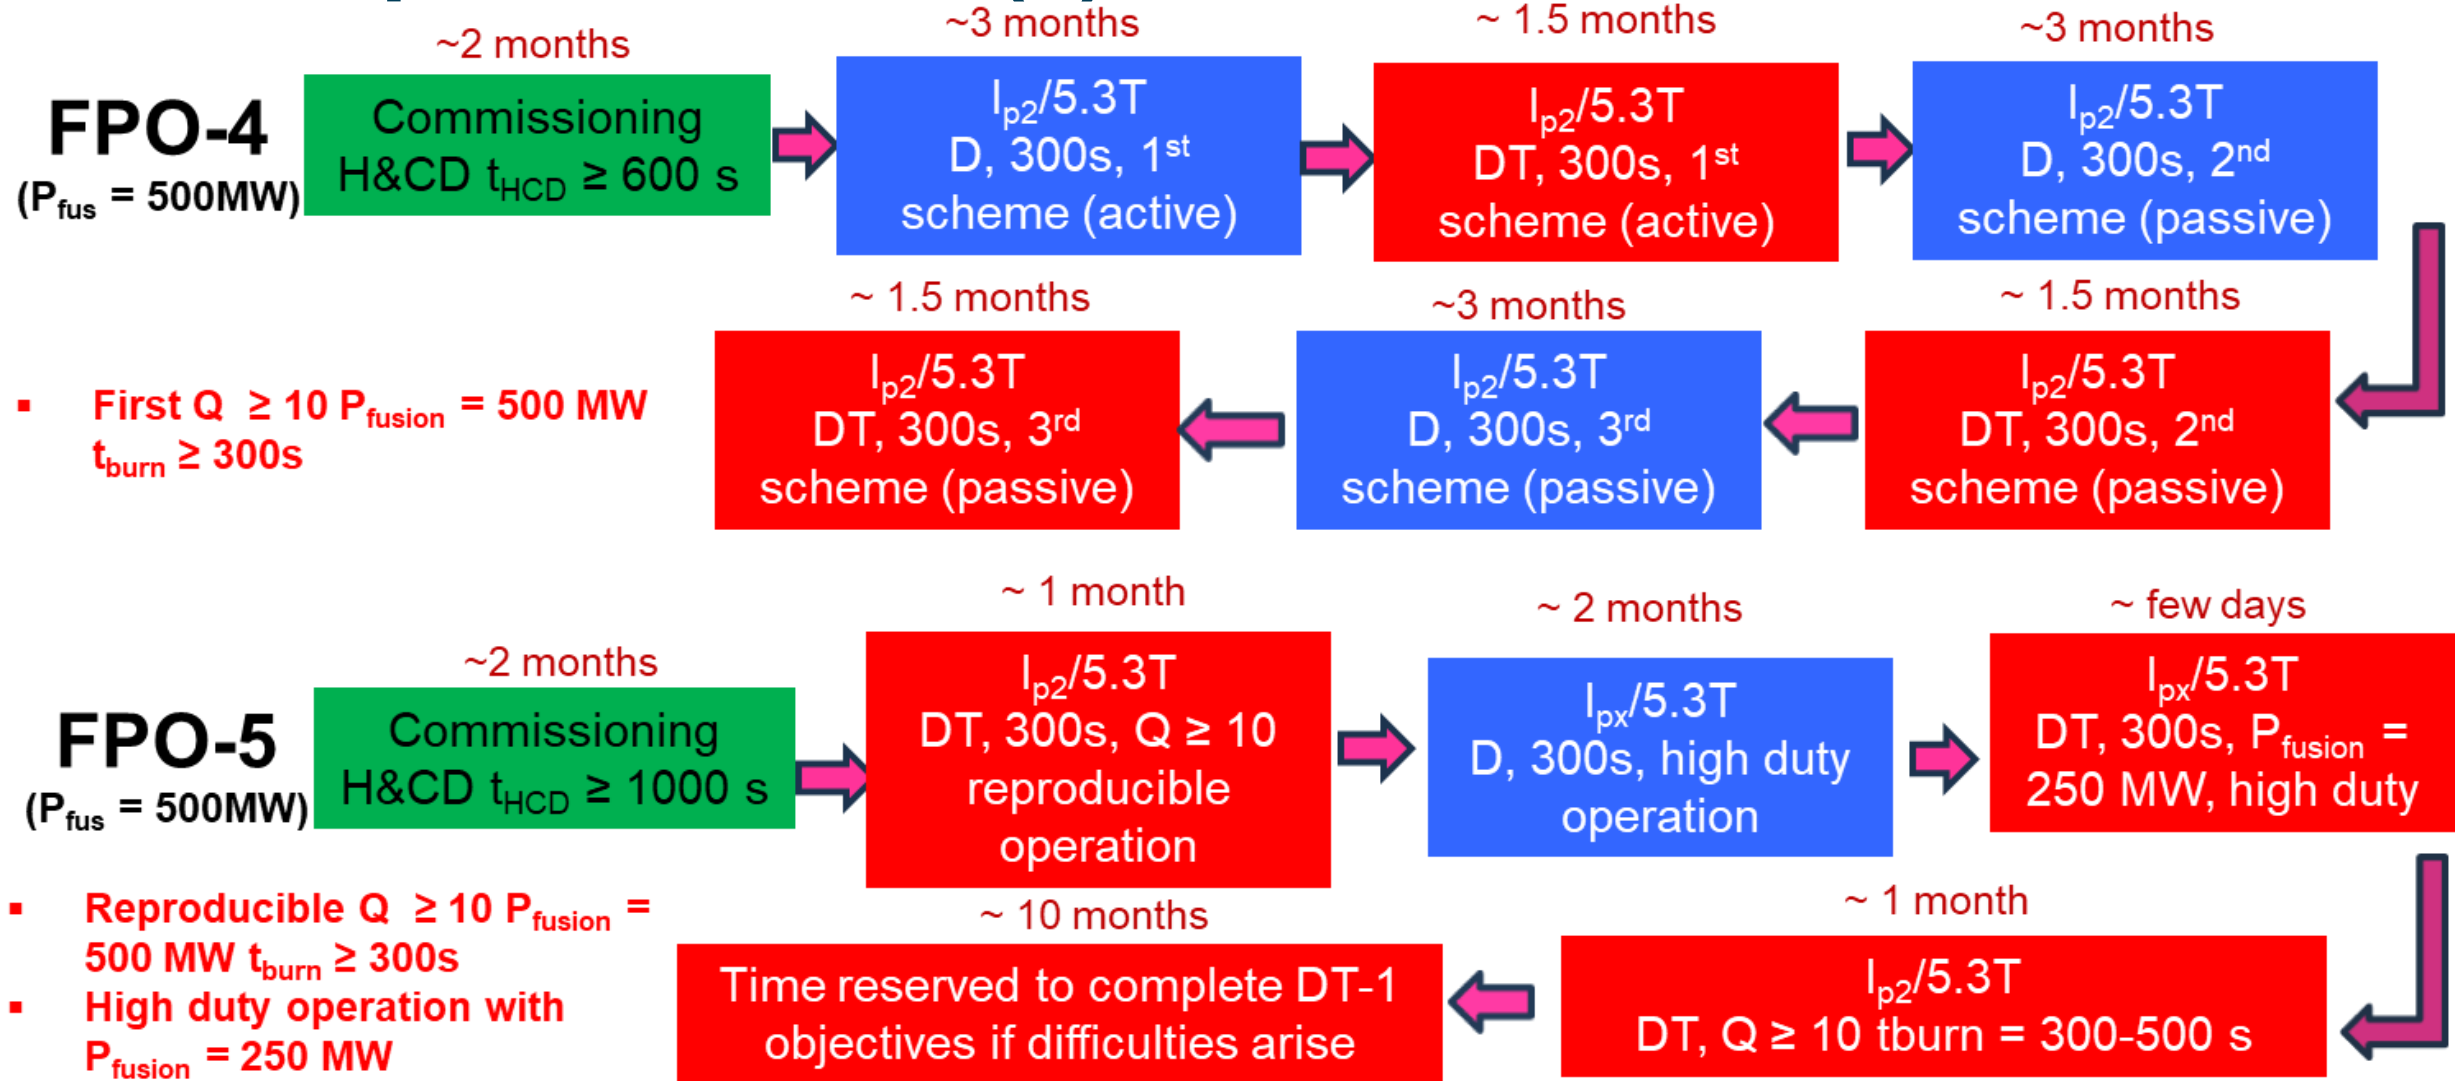 ~2 months
~3 months
~ 1.5 months
~3 months
FPO-4
(Pfus = 500MW)
Commissioning
H&CD tHCD ≥ 600 s
Ip2/5.3T
D, 300s, 1st
scheme (active)
Ip2/5.3T
DT, 300s, 1st
scheme (active)
Ip2/5.3T
D, 300s, 2nd
scheme (passive)
~ 1.5 months
Ip2/5.3T
DT, 300s, 2nd
scheme (passive)
~3 months
Ip2/5.3T
D, 300s, 3rd
scheme (passive)
~ 1.5 months
Ip2/5.3T
DT, 300s, 3rd
scheme (passive)
▪ First Q ≥ 10 Pfusion = 500 MW
tburn ≥ 300s
FPO-5
(Pfus = 500MW)
~2 months
Commissioning
H&CD tHCD ≥ 1000 s
~ 1 month
Ip2/5.3T
DT, 300s, Q ≥ 10
reproducible
operation
~ 2 months
Ipx/5.3T
D, 300s, high duty
operation
~ few days
Ipx/5.3T
DT, 300s, Pfusion =
250 MW, high duty
~ 1 month
Ip2/5.3T
DT, Q ≥ 10 tburn = 300-500 s
~ 10 months
Time reserved to complete DT-1
objectives if difficulties arise
▪ Reproducible Q ≥ 10 Pfusion =
500 MW tburn ≥ 300s
▪ High duty operation with
Pfusion = 250 MW